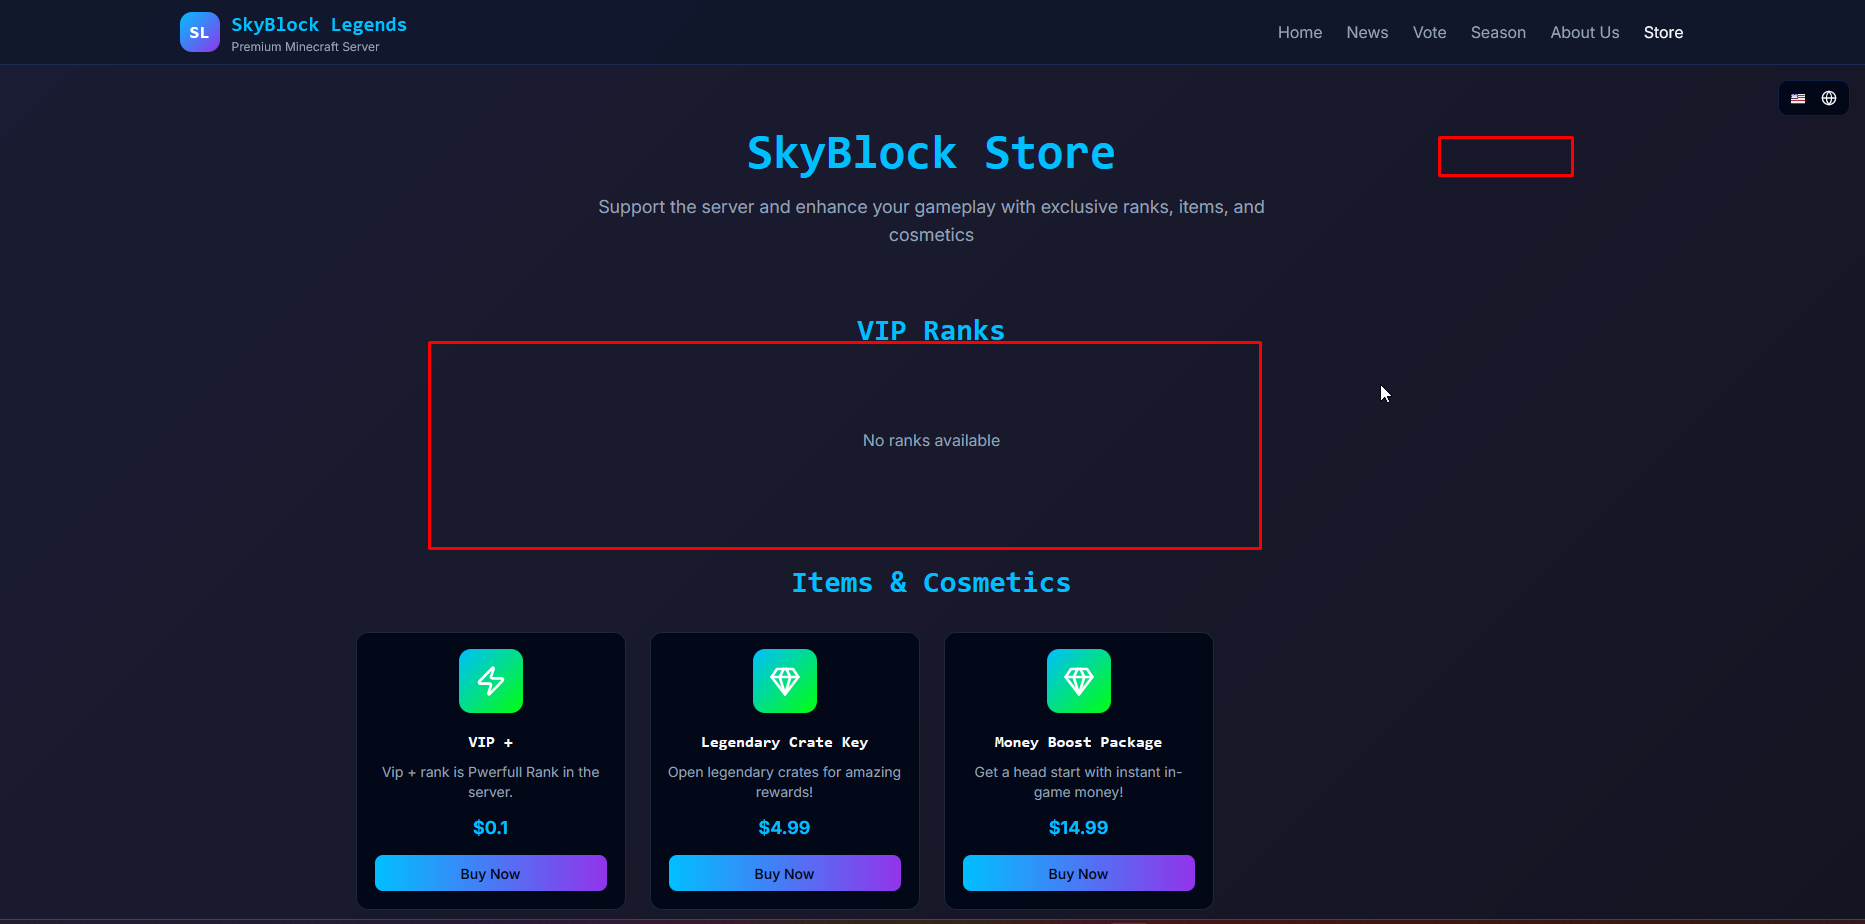 SL
SkyBlock Legends
Premium Minecraft Server
Home News Vote Season About Us Store
SkyBlock Store
Support the server and enhance your gameplay with exclusive ranks, items, and
cosmetics
VIP Ranks
No ranks available
Items & Cosmetics
VIP +
Vip + rank is Pwerfull Rank in the
server.
$0.1
Buy Now
Legendary Crate Key
Open legendary crates for amazing
rewards!
$4.99
Buy Now
Money Boost Package
Get a head start with instant in-
game money!
$14.99
Buy Now